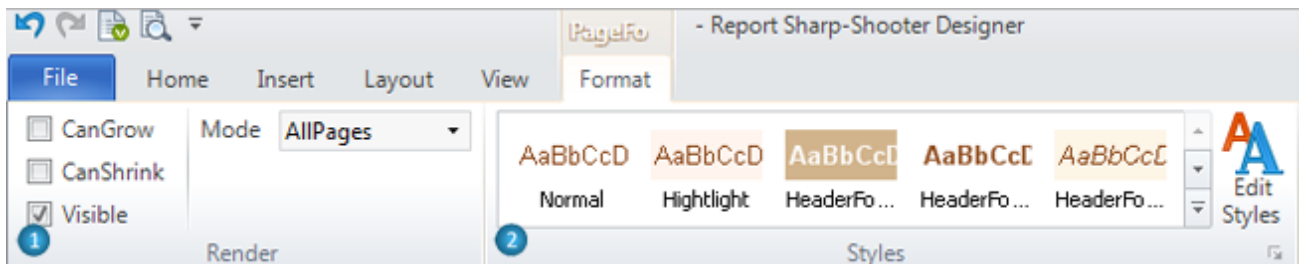 PageFo - Report Sharp-Shooter Designer
File Home Insert Layout View Format
CanGrow Mode AllPages
CanShrink
Visible
AaBbCcD AaBbCcD AaBbCcD AaBbCcD AaBbCcD
Normal Hightlight HeaderFo... HeaderFo... HeaderFo...
Edit
Styles
1 Render 2 Styles